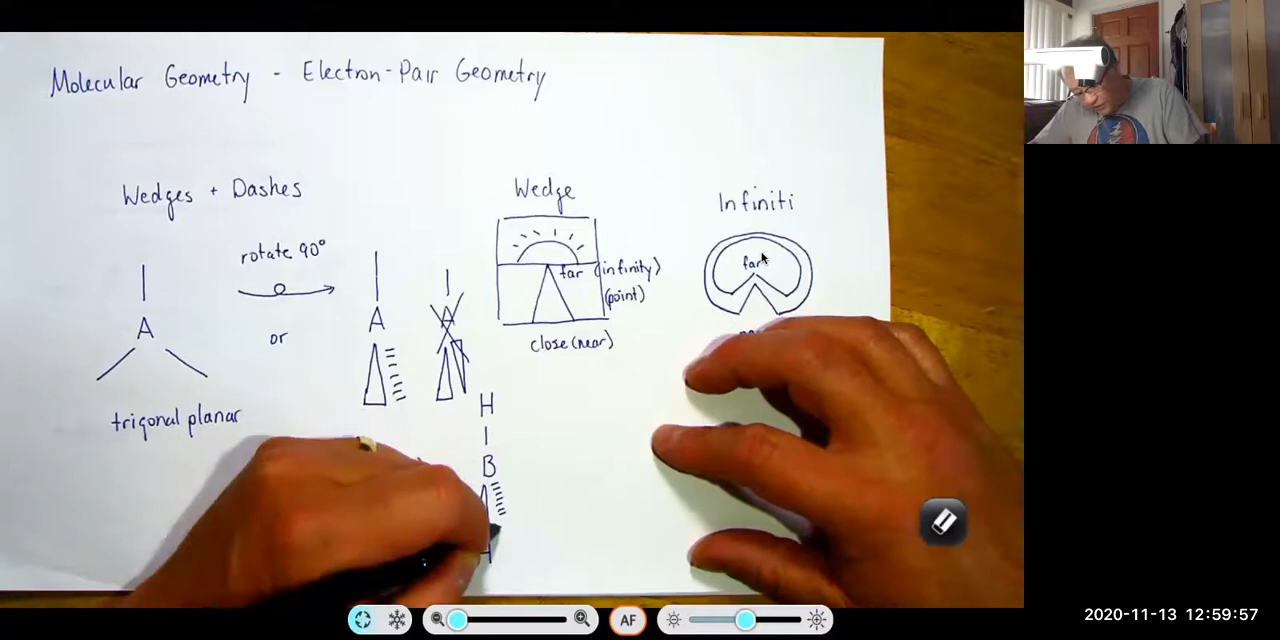 Molecular Geometry - Electron-Pair Geometry
Wedges + Dashes
rotate 90°
or
A
trigonal planar
A
A
Wedge
far (infinity)
(point)
close (near)
Infiniti
far
H
B
H
AF
2020-11-13 12:59:57